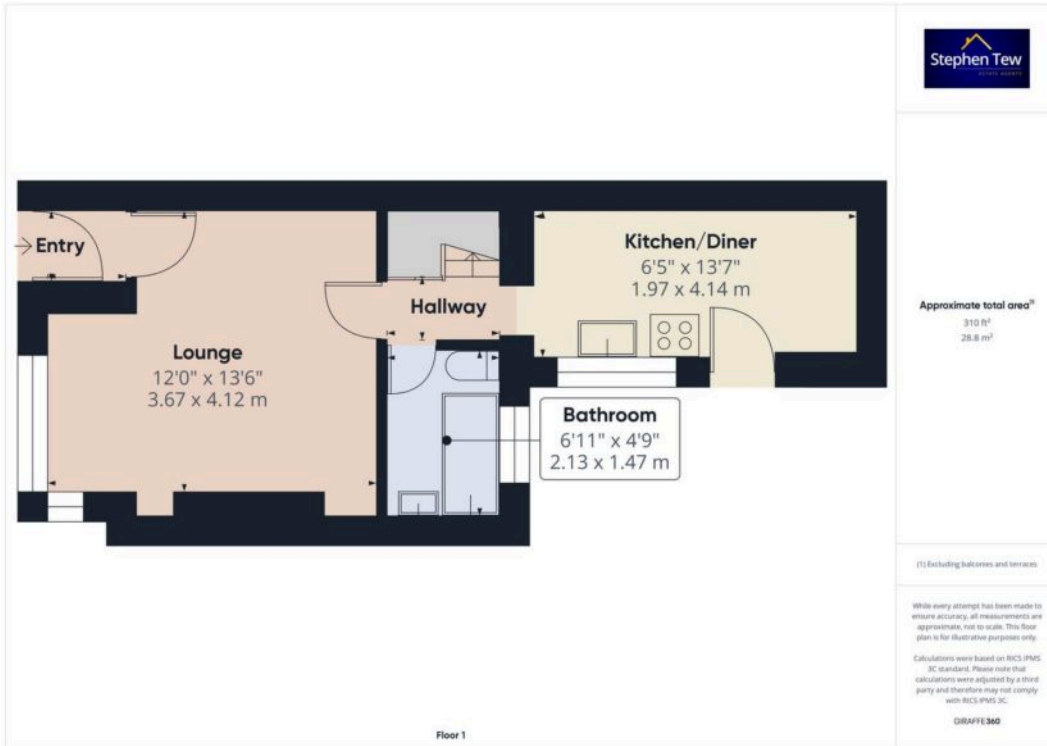 Stephen Tew
ESTATE AGENTS
Entry
Lounge
12'0" x 13'6"
3.67 x 4.12 m
Hallway
Kitchen/Diner
6'5" x 13'7"
1.97 x 4.14 m
Bathroom
6'11" x 4'9"
2.13 x 1.47 m
Floor 1
Approximate total area⁽¹⁾
310 ft²
28.8 m²
(1) Excluding balconies and terraces
While every attempt has been made to
ensure accuracy, all measurements are
approximate, not to scale. This floor
plan is for illustrative purposes only.
Calculations were based on RICS IPMS
3C standard. Please note that
calculations were adjusted by a third
party and therefore may not comply
with RICS IPMS 3C.
GIRAFFE360